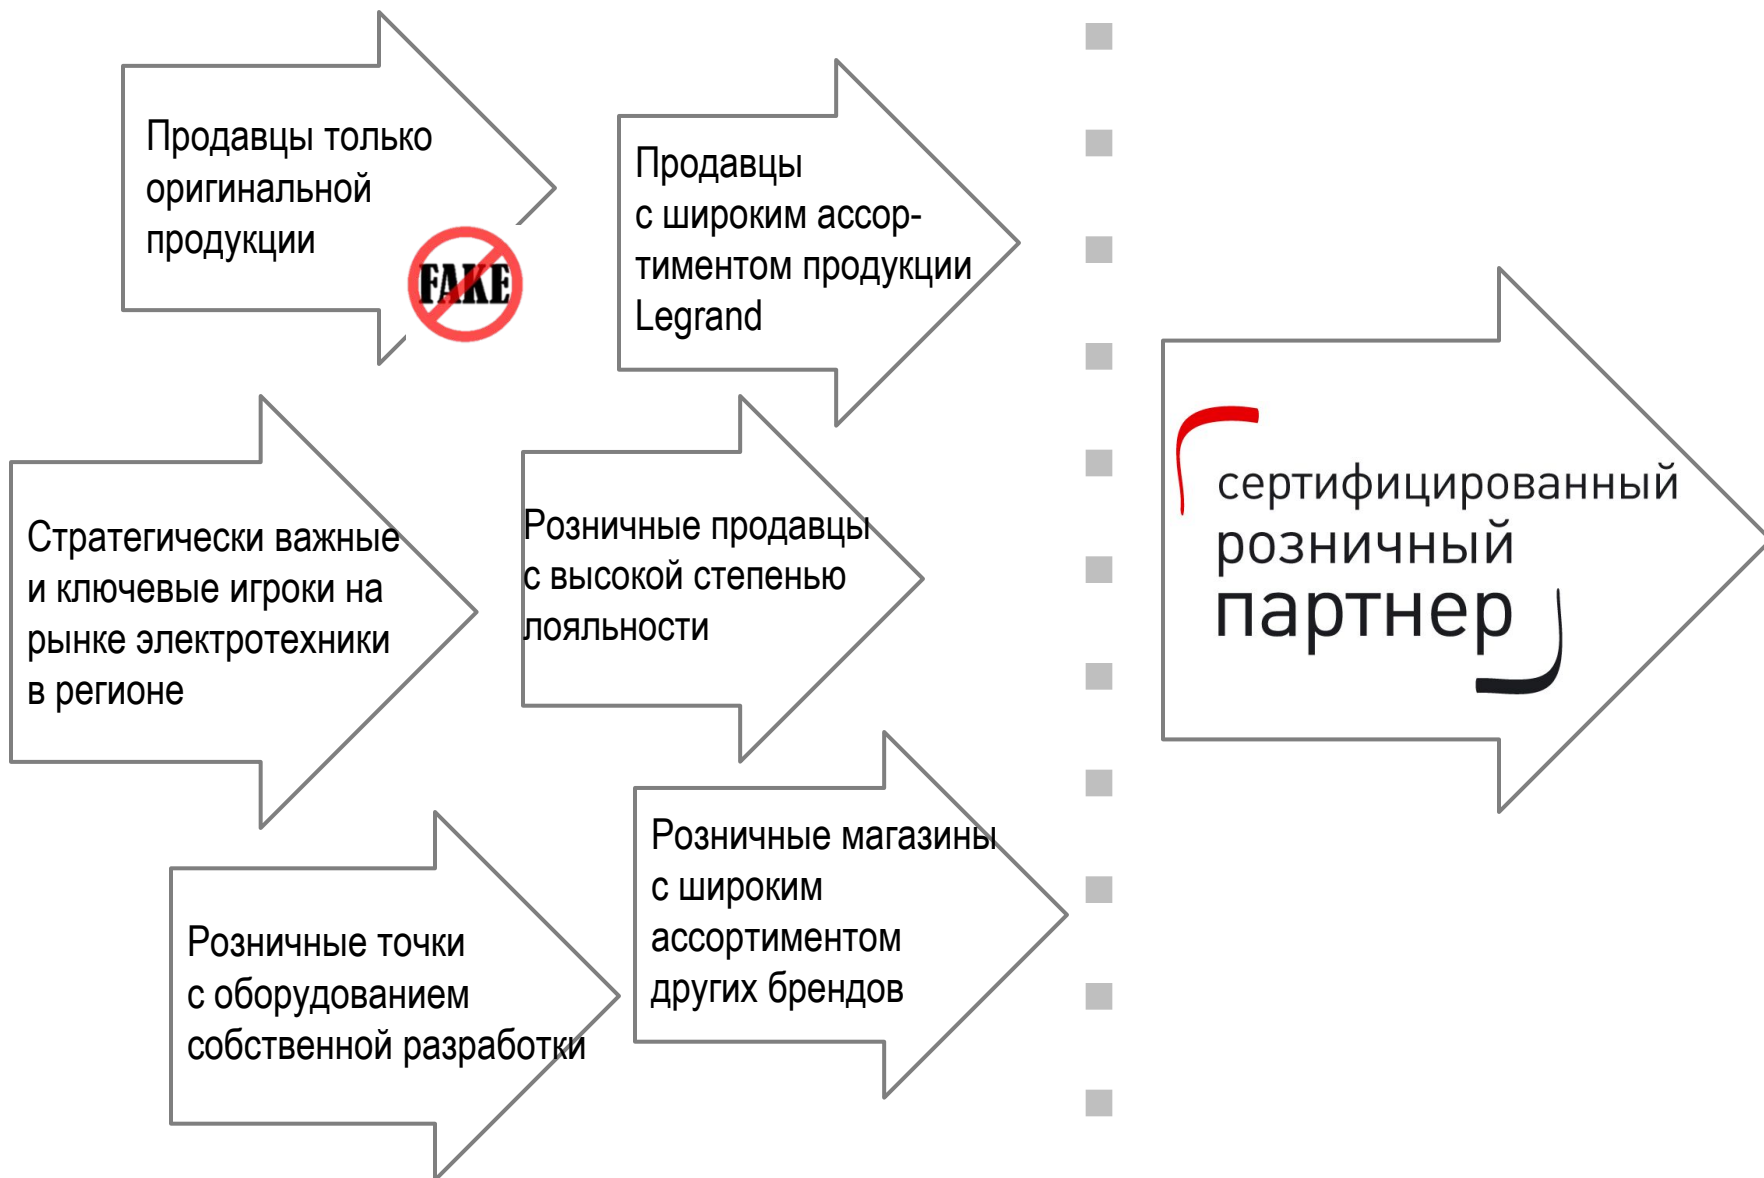 Продавцы только
оригинальной
продукции
FAKE
Продавцы
с широким ассор-
тиментом продукции
Legrand
Стратегически важные
и ключевые игроки на
рынке электротехники
в регионе
Розничные продавцы
с высокой степенью
лояльности
Розничные точки
с оборудованием
собственной разработки
Розничные магазины
с широким
ассортиментом
других брендов
сертифицированный
розничный
партнер